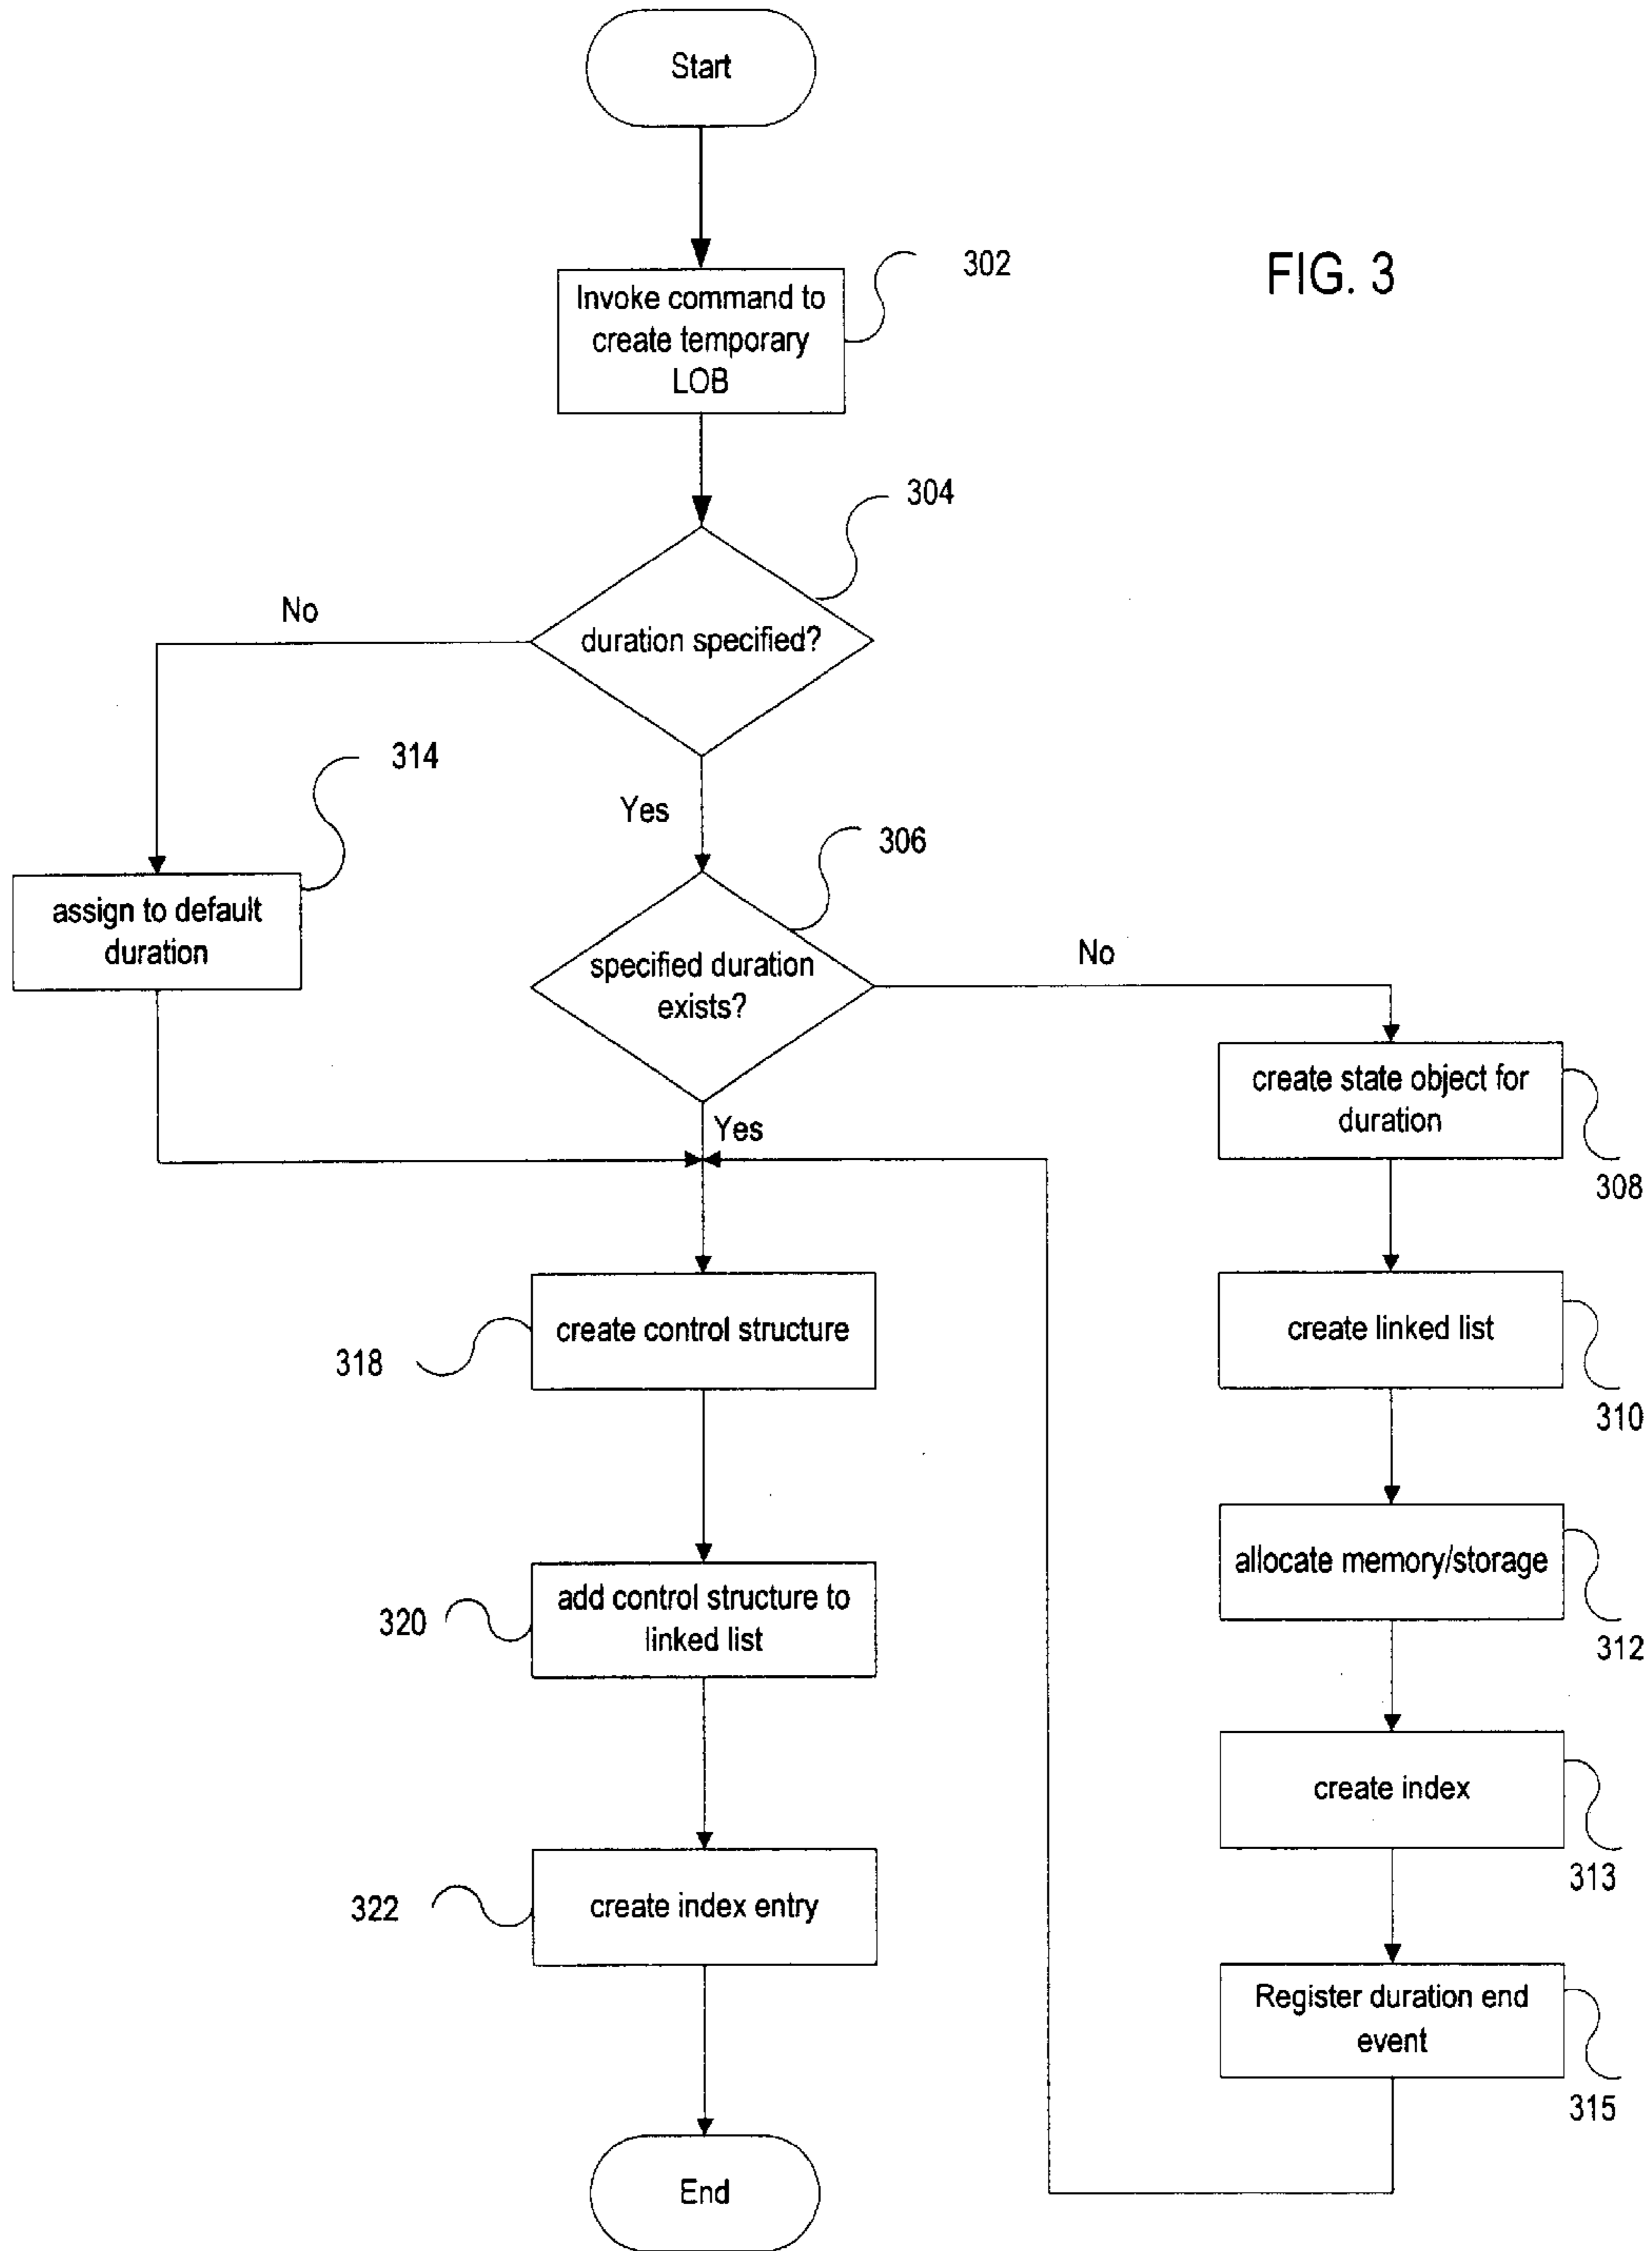 Start
302
FIG. 3
Invoke command to
create temporary
LOB
304
No
duration specified?
314
Yes
306
assign to default
duration
specified duration
exists?
No
Yes
create state object for
duration
308
create control structure
318
create linked list
310
allocate memory/storage
312
add control structure to
linked list
320
create index
313
create index entry
322
Register duration end
event
315
End